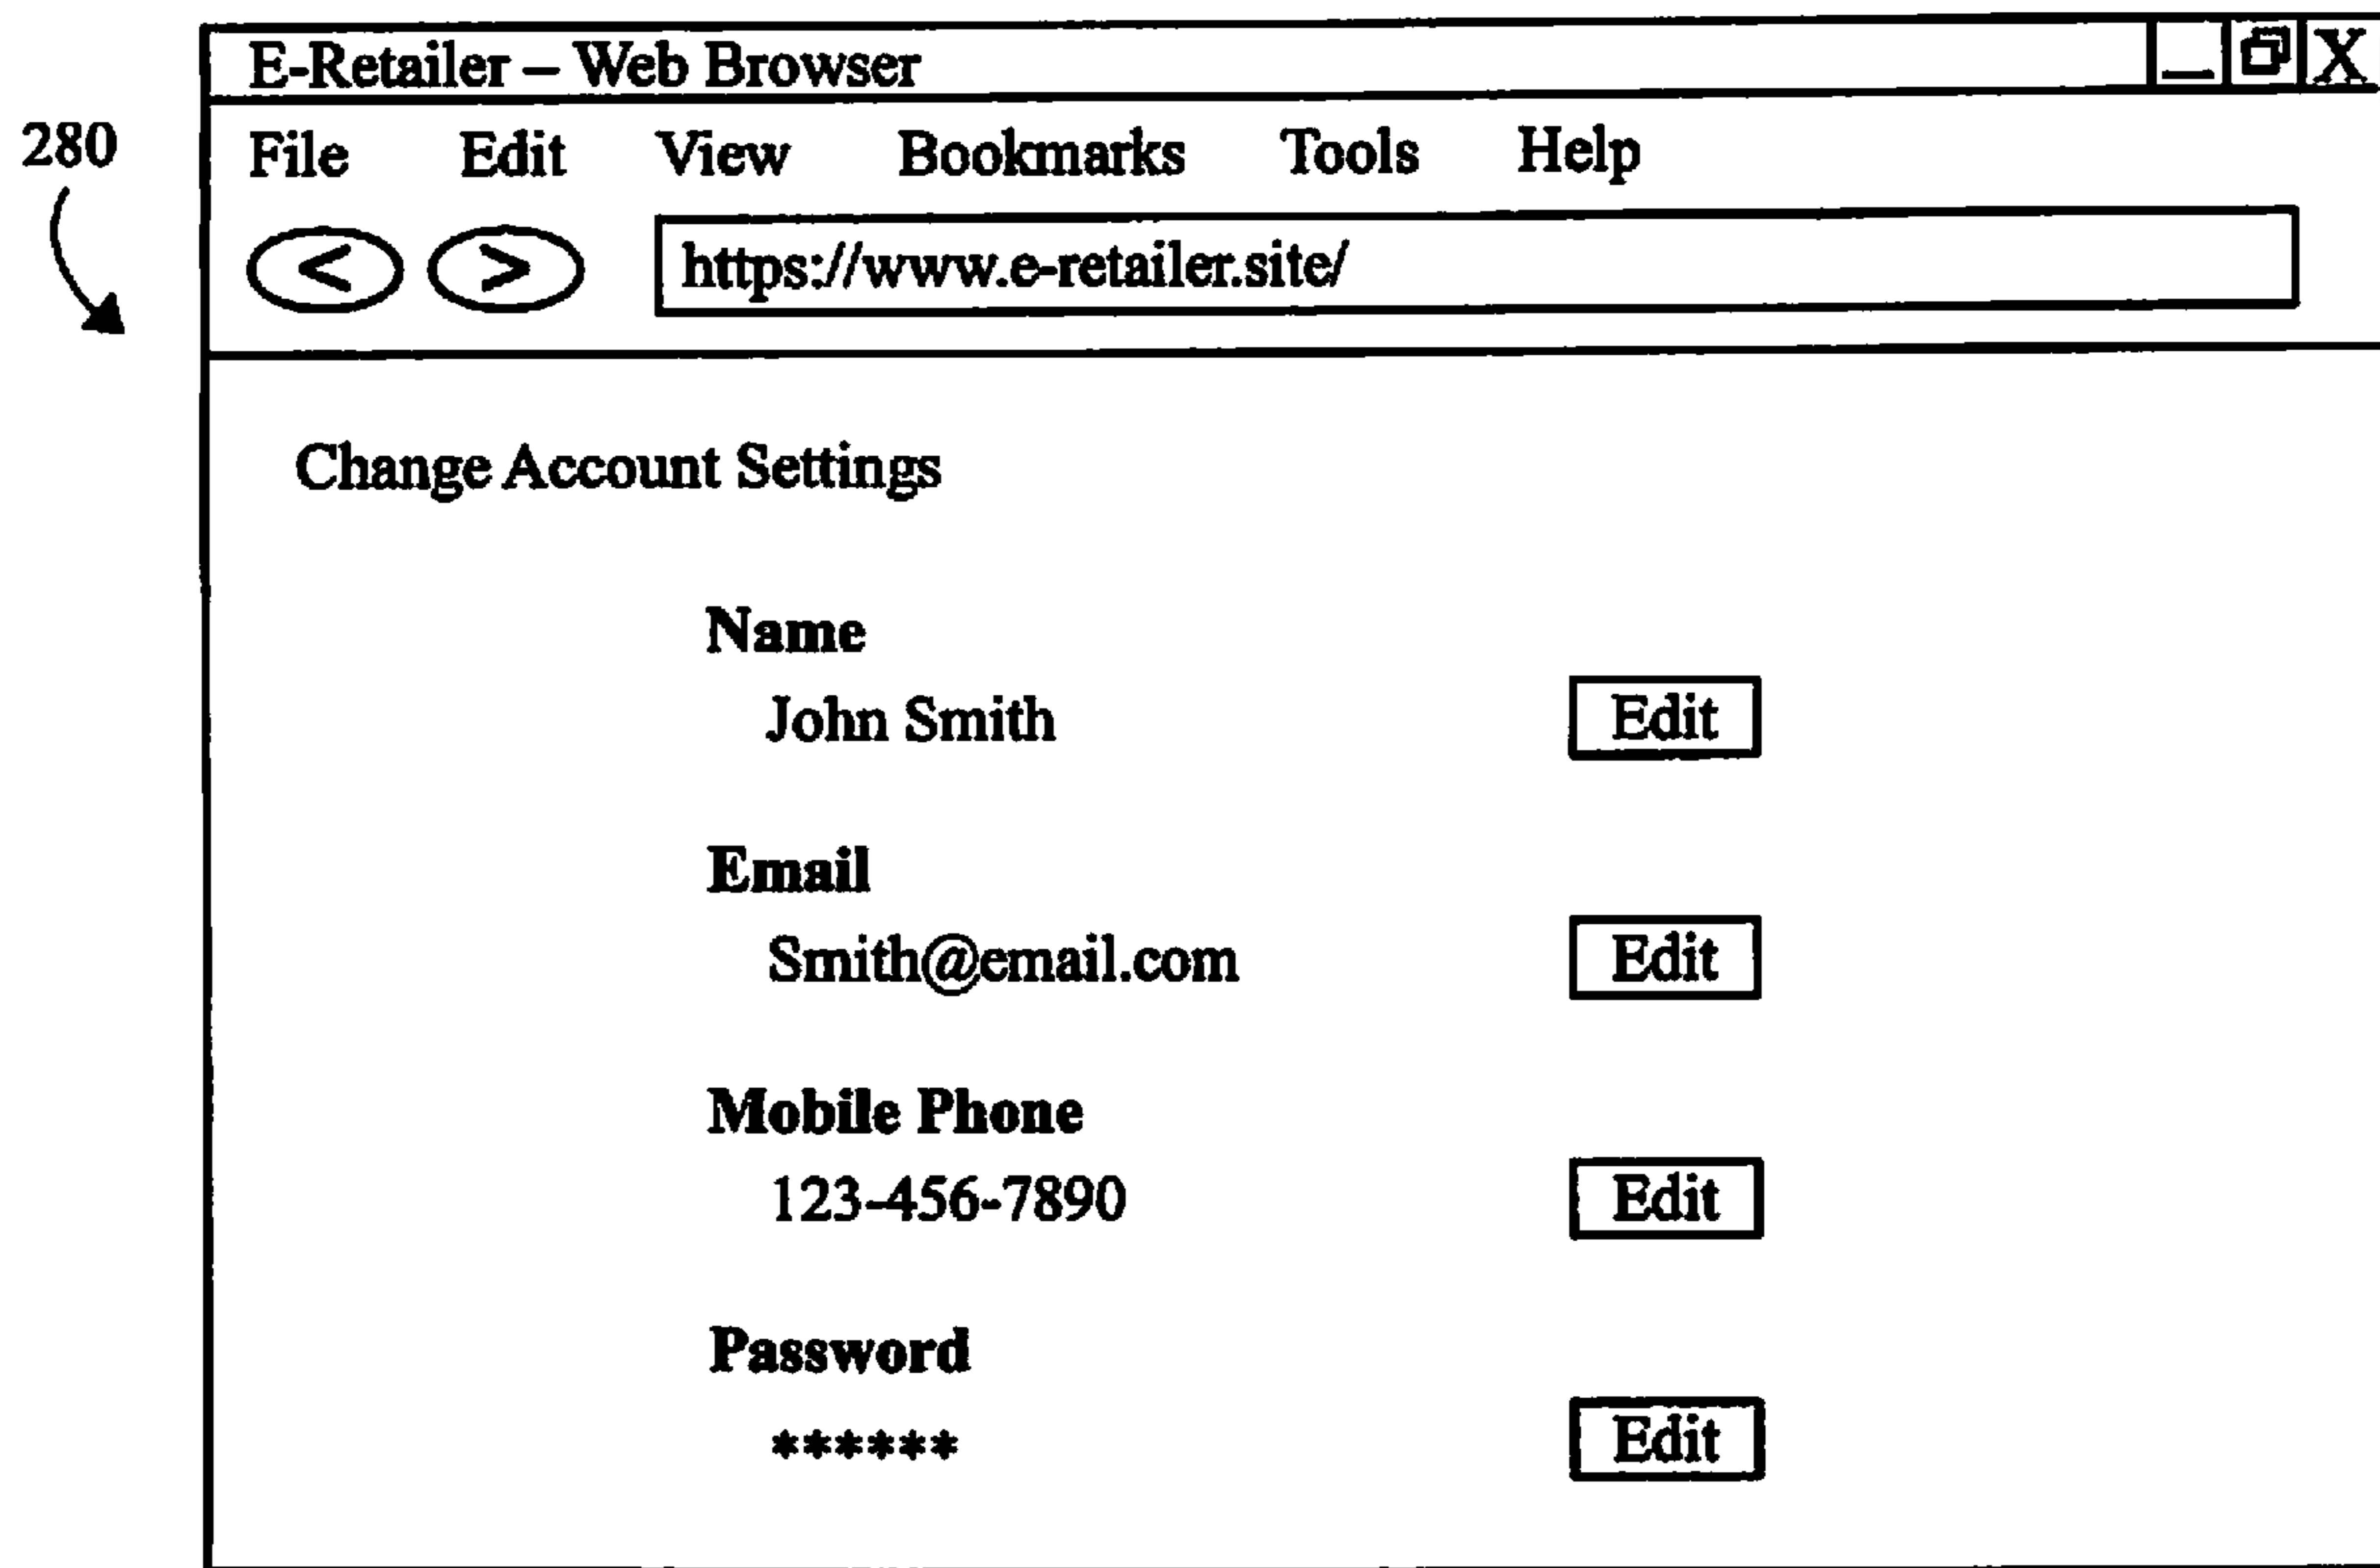 E-Retailer – Web Browser
X
280
File Edit View Bookmarks Tools Help
< >
https://www.e-retailer.site/
Change Account Settings
Name
John Smith
Edit
Email
Smith@email.com
Edit
Mobile Phone
123-456-7890
Edit
Password
******
Edit